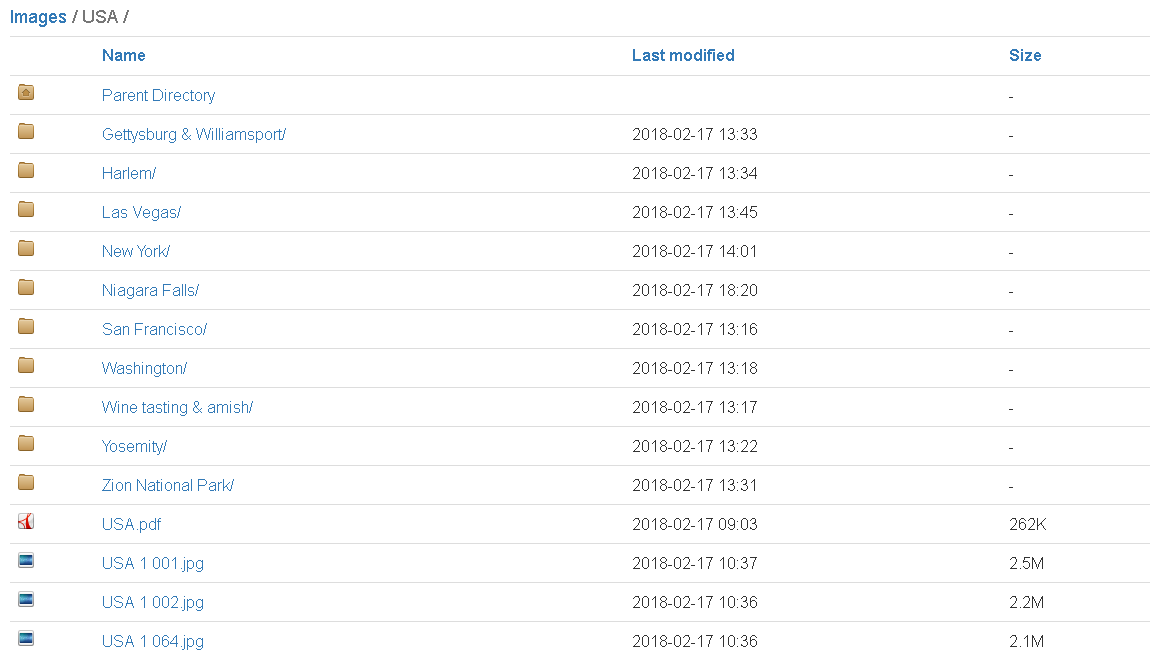 Images / USA /
Name Last modified Size
Parent Directory -
Gettysburg & Williamsport/ 2018-02-17 13:33 -
Harlem/ 2018-02-17 13:34 -
Las Vegas/ 2018-02-17 13:45 -
New York/ 2018-02-17 14:01 -
Niagara Falls/ 2018-02-17 18:20 -
San Francisco/ 2018-02-17 13:16 -
Washington/ 2018-02-17 13:18 -
Wine tasting & amish/ 2018-02-17 13:17 -
Yosemity/ 2018-02-17 13:22 -
Zion National Park/ 2018-02-17 13:31 -
USA.pdf 2018-02-17 09:03 262K
USA 1 001.jpg 2018-02-17 10:37 2.5M
USA 1 002.jpg 2018-02-17 10:36 2.2M
USA 1 064.jpg 2018-02-17 10:36 2.1M